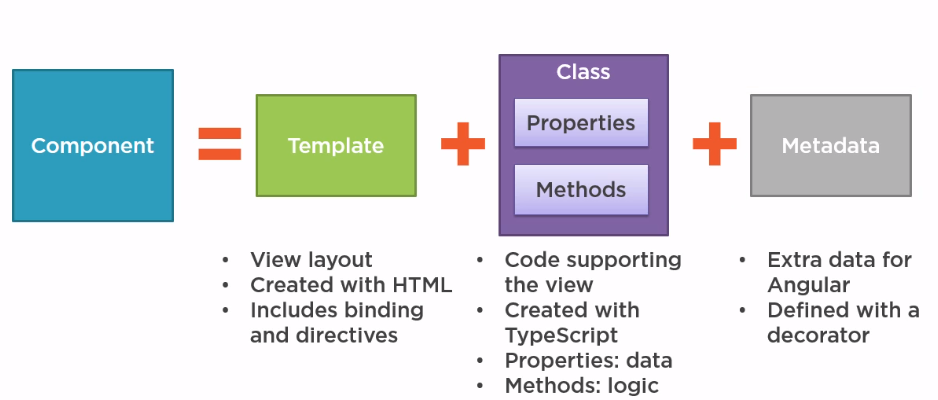 Component
Template
Class
Properties
Methods
Metadata
• View layout
• Created with HTML
• Includes binding
and directives
• Code supporting
the view
• Created with
TypeScript
• Properties: data
• Methods: logic
• Extra data for
Angular
• Defined with a
decorator